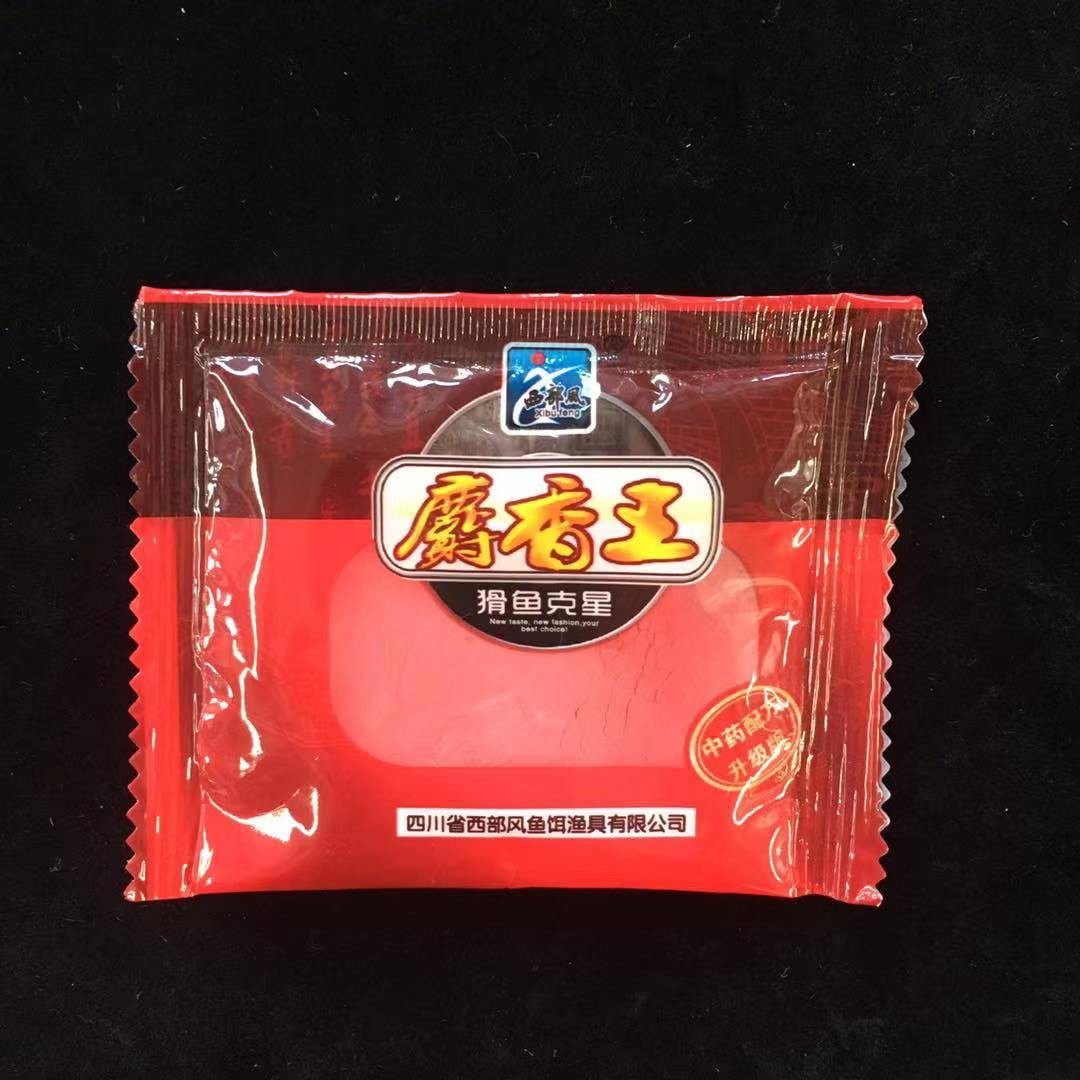 西部风
Xibu feng
麝香王
猾鱼克星
New taste, new fashion,your
best choice!
中药配方
升级版
四川省西部风鱼饵渔具有限公司